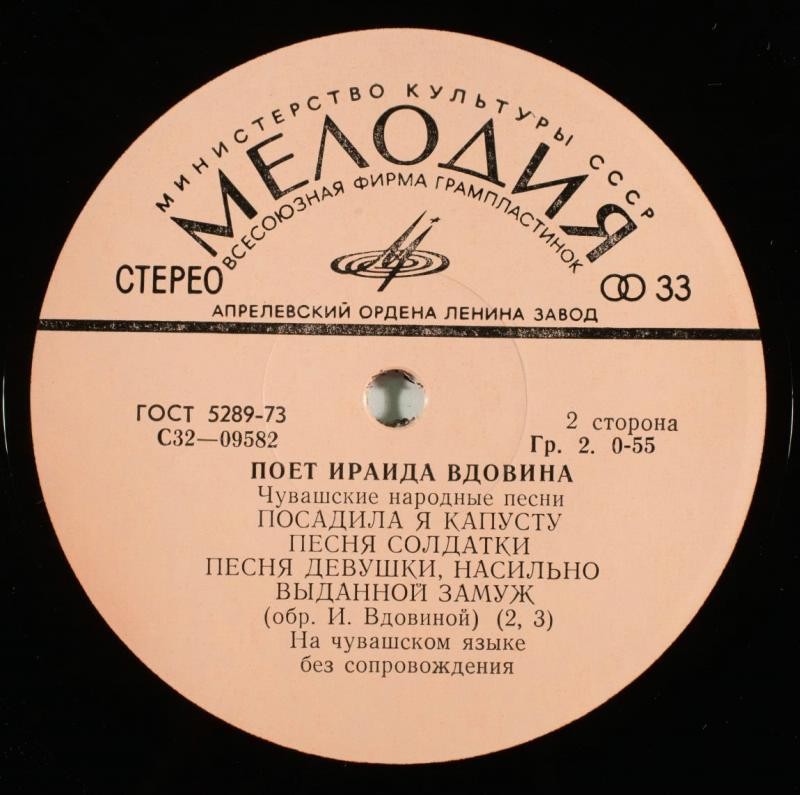 МИНИСТЕРСТВО КУЛЬТУРЫ СССР
МЕЛОДИЯ
ВСЕСОЮЗНАЯ ФИРМА ГРАМПЛАСТИНОК
СТЕРЕО
33
АПРЕЛЕВСКИЙ ОРДЕНА ЛЕНИНА ЗАВОД
ГОСТ 5289-73
С32—09582
2 сторона
Гр. 2. 0-55
ПОЕТ ИРАИДА ВДОВИНА
Чувашские народные песни
ПОСАДИЛА Я КАПУСТУ
ПЕСНЯ СОЛДАТКИ
ПЕСНЯ ДЕВУШКИ, НАСИЛЬНО
ВЫДАННОЙ ЗАМУЖ
(обр. И. Вдовиной) (2, 3)
На чувашском языке
без сопровождения